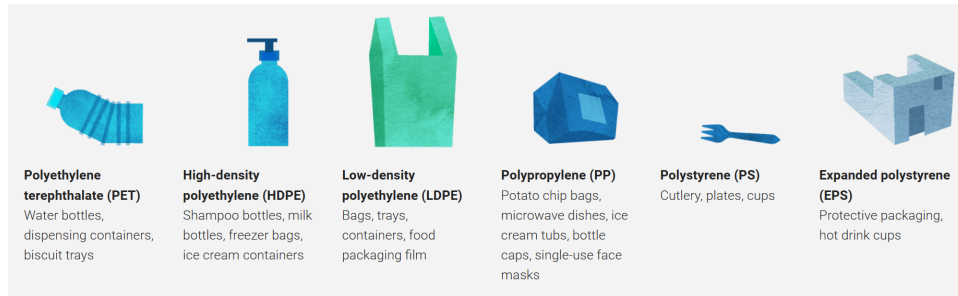 Polyethylene
terephthalate (PET)
Water bottles,
dispensing containers,
biscuit trays
High-density
polyethylene (HDPE)
Shampoo bottles, milk
bottles, freezer bags,
ice cream containers
Low-density
polyethylene (LDPE)
Bags, trays,
containers, food
packaging film
Polypropylene (PP)
Potato chip bags,
microwave dishes, ice
cream tubs, bottle
caps, single-use face
masks
Polystyrene (PS)
Cutlery, plates, cups
Expanded polystyrene
(EPS)
Protective packaging,
hot drink cups